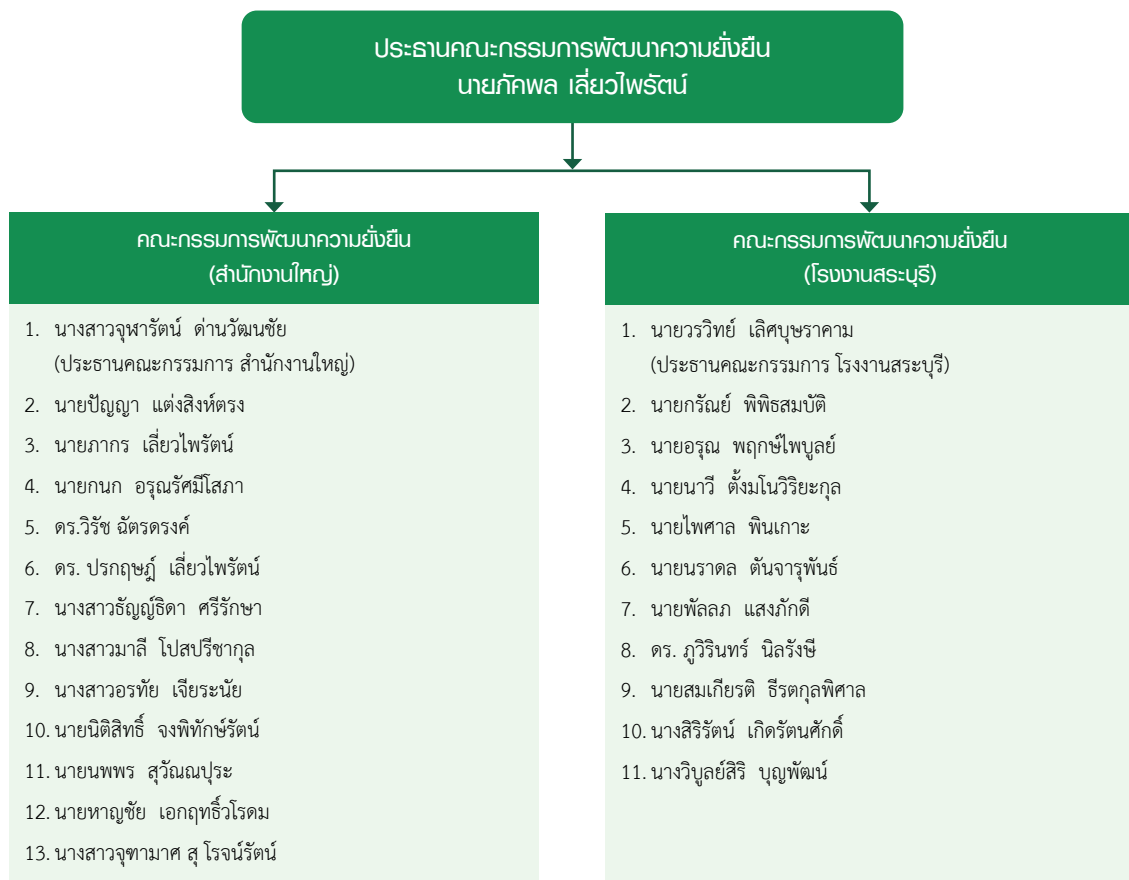 ประธานคณะกรรมการพัฒนาความยั่งยืน
นายภัคพล เลี่ยวไพรัตน์
คณะกรรมการพัฒนาความยั่งยืน
(สำนักงานใหญ่)
1. นางสาวจุฬารัตน์ ด่านวัฒนชัย
(ประธานคณะกรรมการ สำนักงานใหญ่)
2. นายปัญญา แต่งสิงห์ตรง
3. นายภากร เลี่ยวไพรัตน์
4. นายกนก อรุณรัศมีโสภา
5. ดร.วิรัช ฉัตรดรงค์
6. ดร. ปรกฤษฎ์ เลี่ยวไพรัตน์
7. นางสาวธัญญ์ธิดา ศรีรักษา
8. นางสาวมาลี โปสปรีชากุล
9. นางสาวอรทัย เจียระนัย
10. นายนิติสิทธิ์ จงพิทักษ์รัตน์
11. นายนพพร สุวัณณปุระ
12. นายหาญชัย เอกฤทธิ์วโรดม
13. นางสาวจุฑามาศ สุ โรจน์รัตน์
คณะกรรมการพัฒนาความยั่งยืน
(โรงงานสระบุรี)
1. นายวรวิทย์ เลิศบุษราคาม
(ประธานคณะกรรมการ โรงงานสระบุรี)
2. นายกรัณย์ พิพิธสมบัติ
3. นายอรุณ พฤกษ์ไพบูลย์
4. นายนาวี ตั้งมโนวิริยะกุล
5. นายไพศาล พินเกาะ
6. นายนราดล ตันจารุพันธ์
7. นายพัลลภ แสงภักดี
8. ดร. ภูวิรินทร์ นิลรังษี
9. นายสมเกียรติ ธีรตกุลพิศาล
10. นางสิริรัตน์ เกิดรัตนศักดิ์
11. นางวิบูลย์สิริ บุญพัฒน์